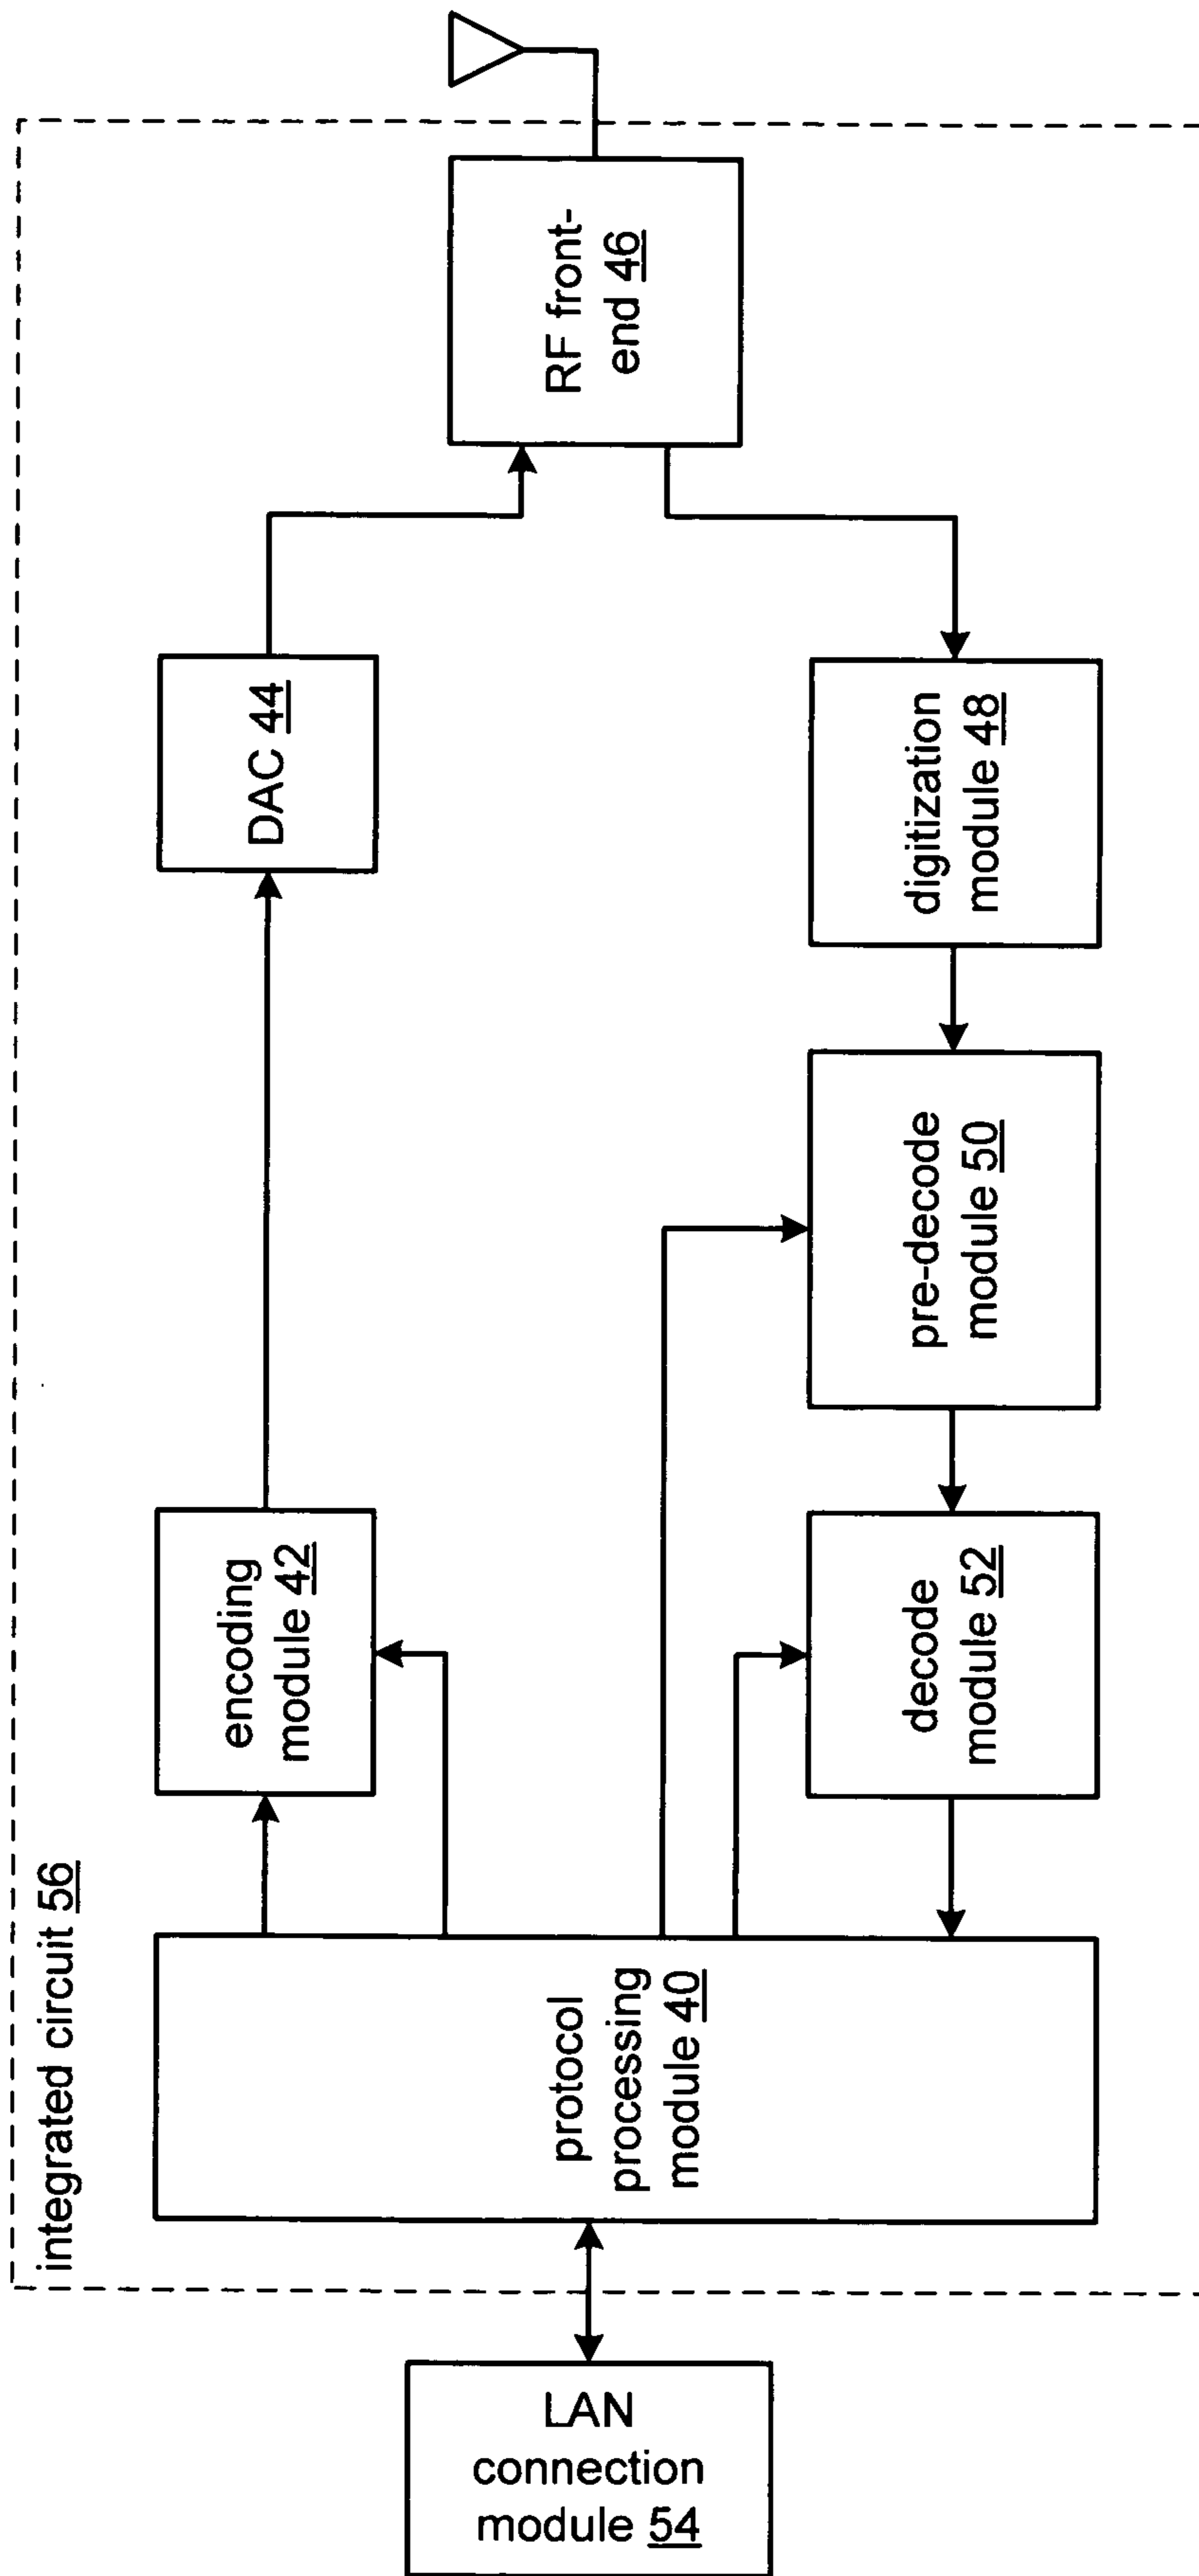 integrated circuit 56
encoding
module 42
DAC 44
RF front-
end 46
protocol
processing
module 40
decode
module 52
pre-decode
module 50
digitization
module 48
LAN
connection
module 54